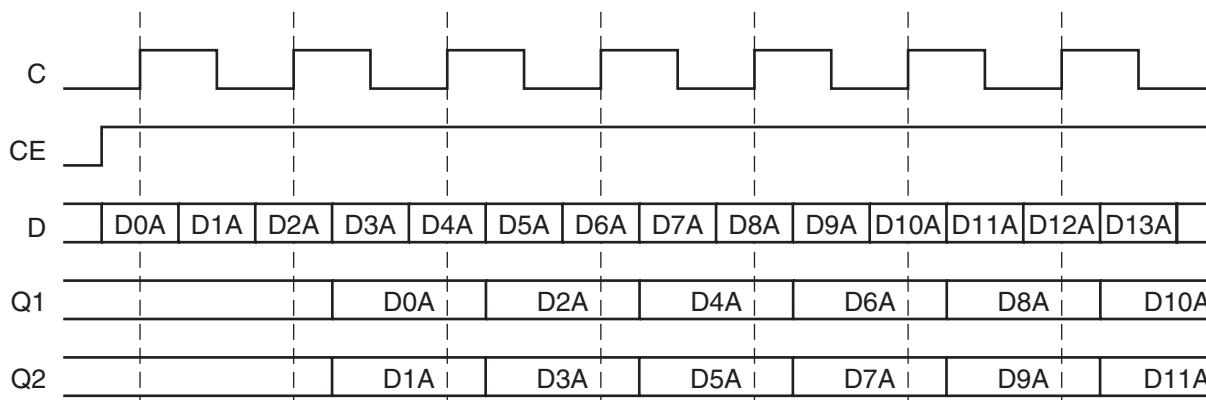 C
CE
D D0A D1A D2A D3A D4A D5A D6A D7A D8A D9A D10A D11A D12A D13A
Q1 D0A D2A D4A D6A D8A D10A
Q2 D1A D3A D5A D7A D9A D11A